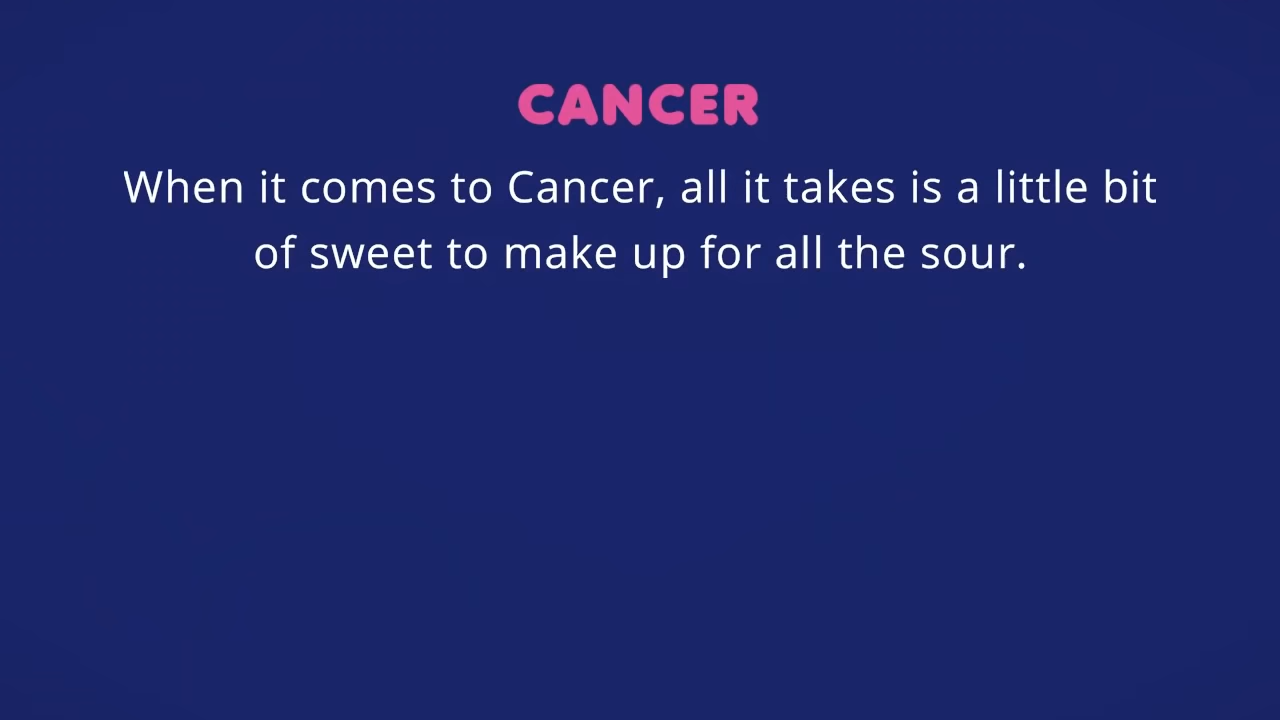 CANCER
When it comes to Cancer, all it takes is a little bit
of sweet to make up for all the sour.